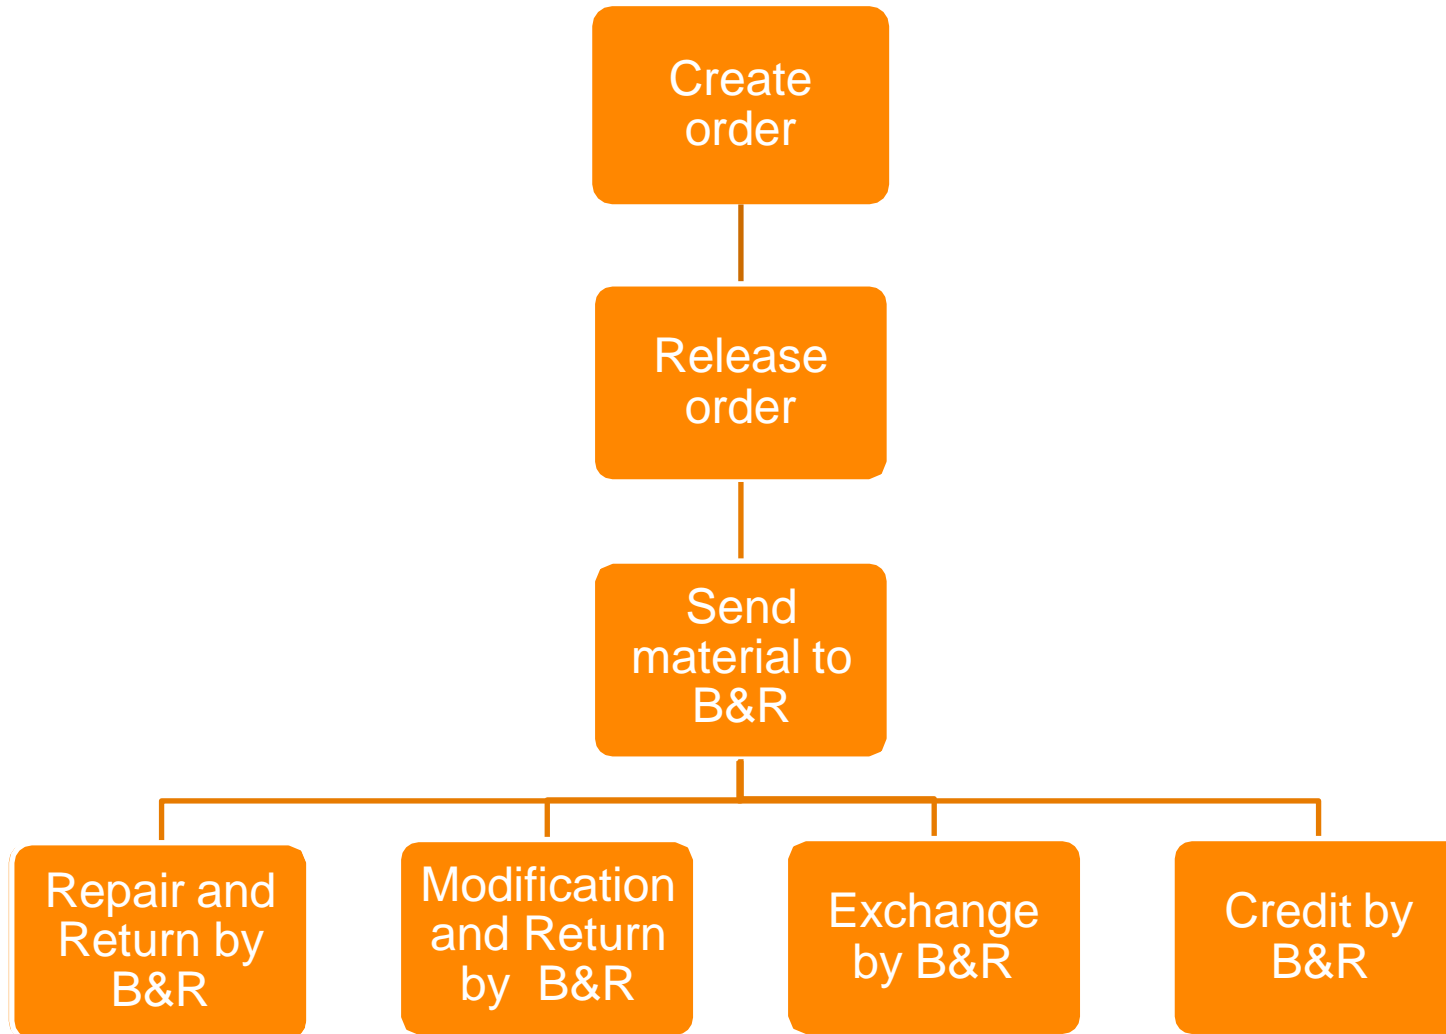 Create
order
Release
order
Send
material to
B&R
Repair and
Return by
B&R
Modification
and Return
by  B&R
Exchange
by B&R
Credit by
B&R